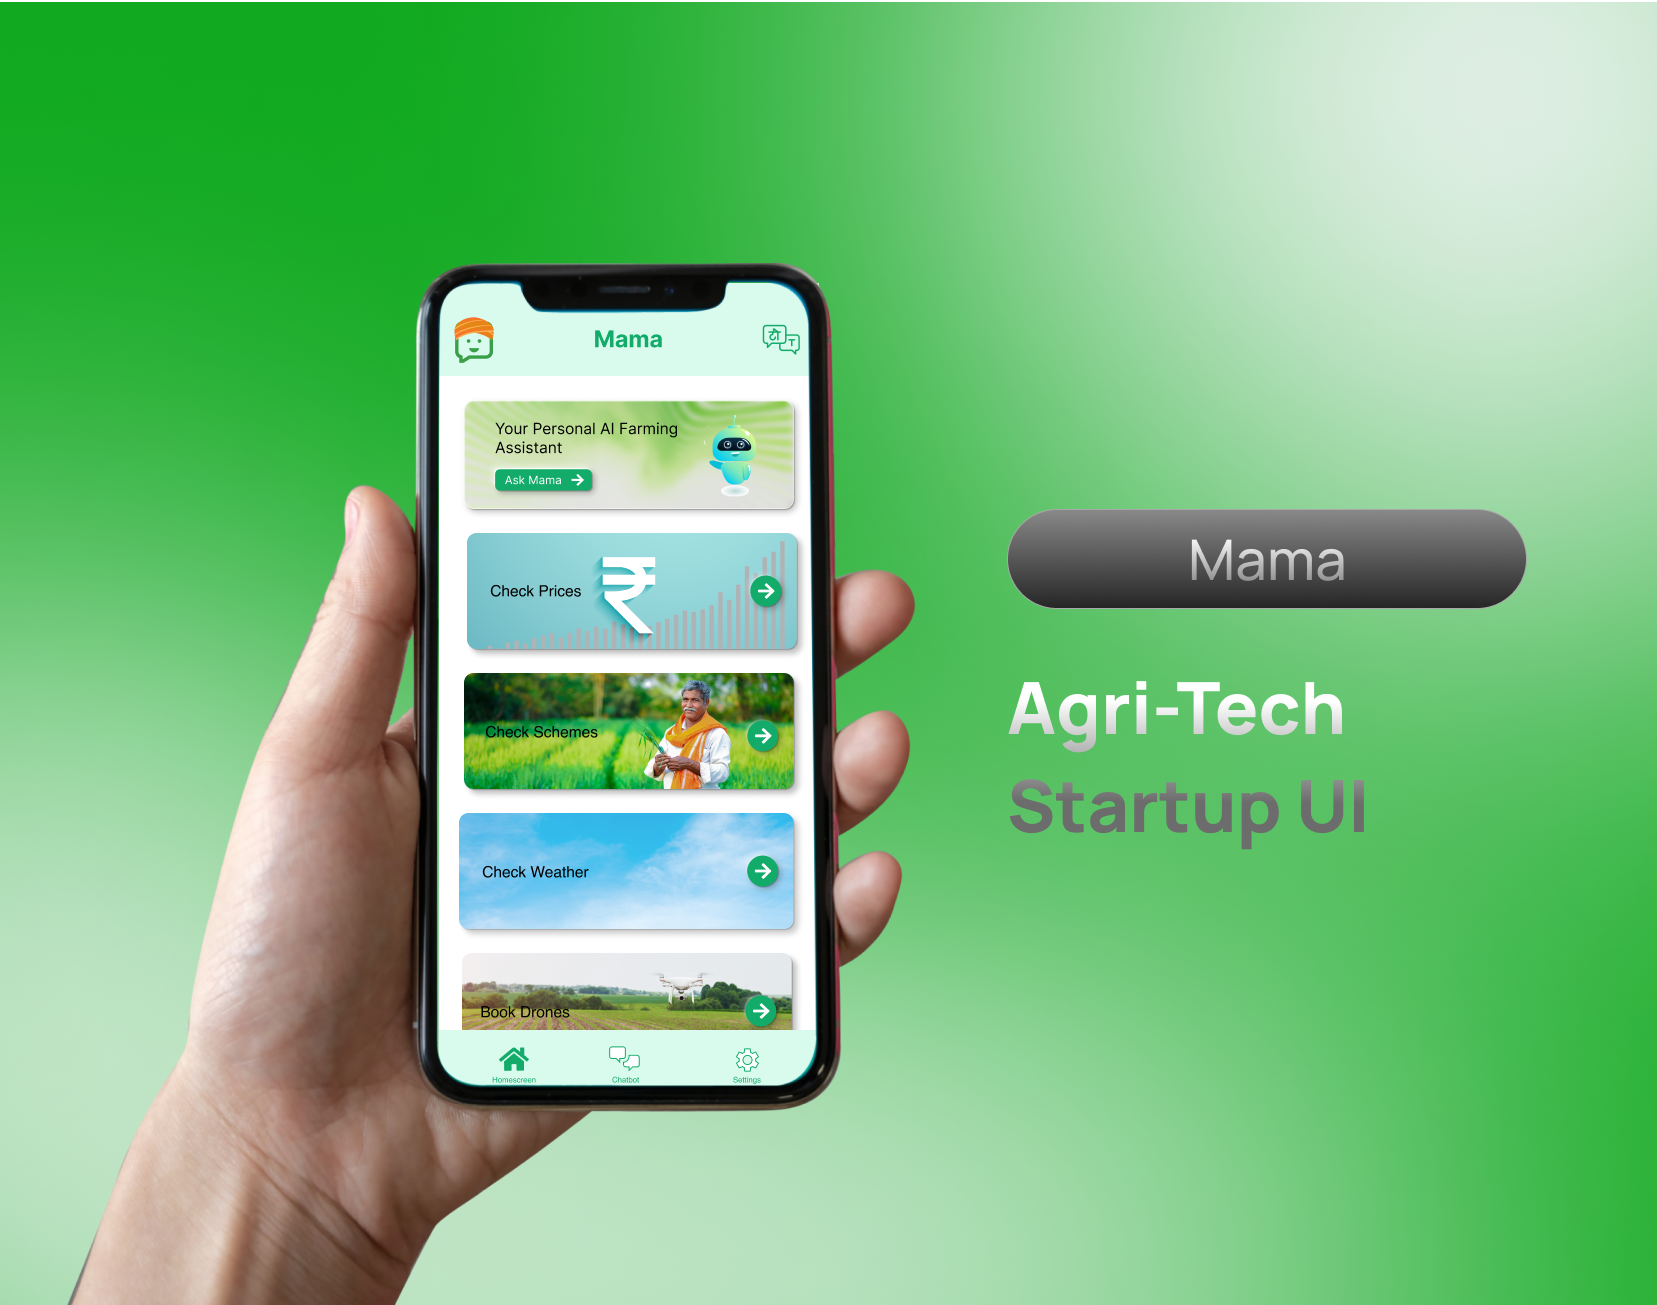 Mama
टी
T
Your Personal AI Farming
Assistant
Ask Mama
Check Prices
₹
Check Schemes
Check Weather
Book Drones
Homescreen
Chatbot
Settings
Mama
Agri-Tech
Startup UI